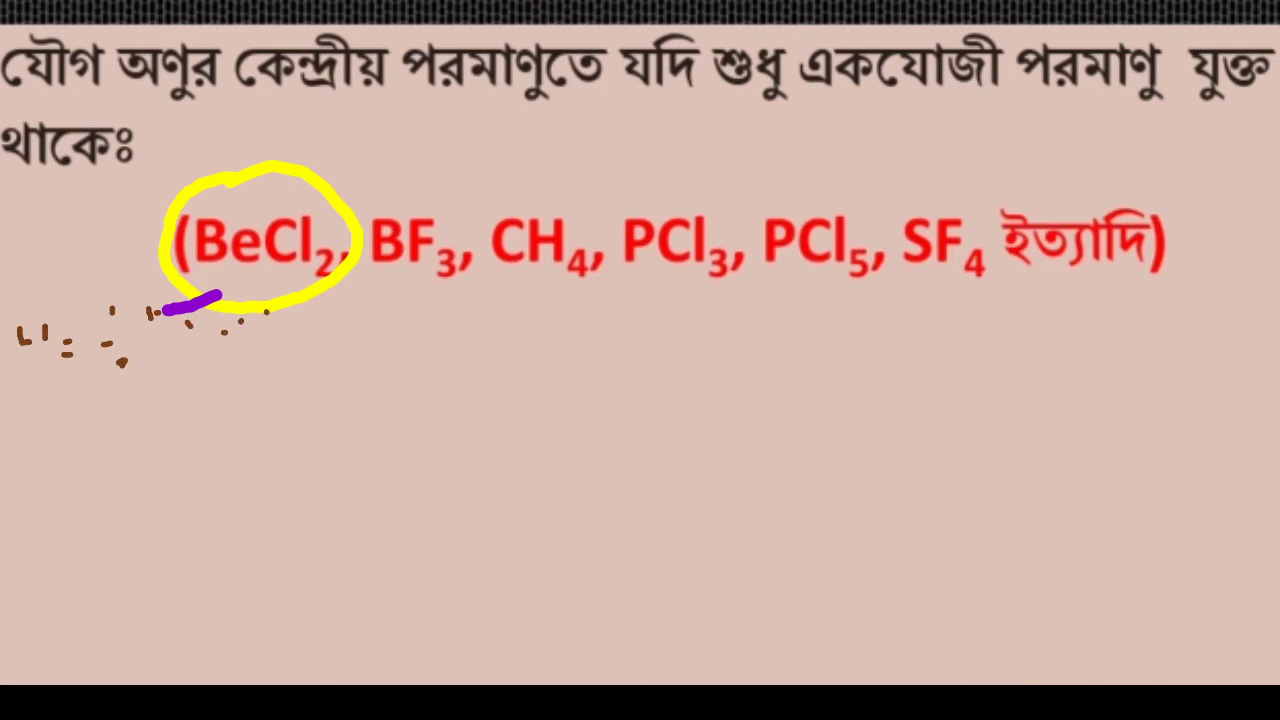 যৌগ অণুর কেন্দ্রীয় পরমাণুতে যদি শুধু একযোজী পরমাণু যুক্ত
থাকেঃ
(BeCl₂, BF₃, CH₄, PCl₃, PCl₅, SF₄ ইত্যাদি)